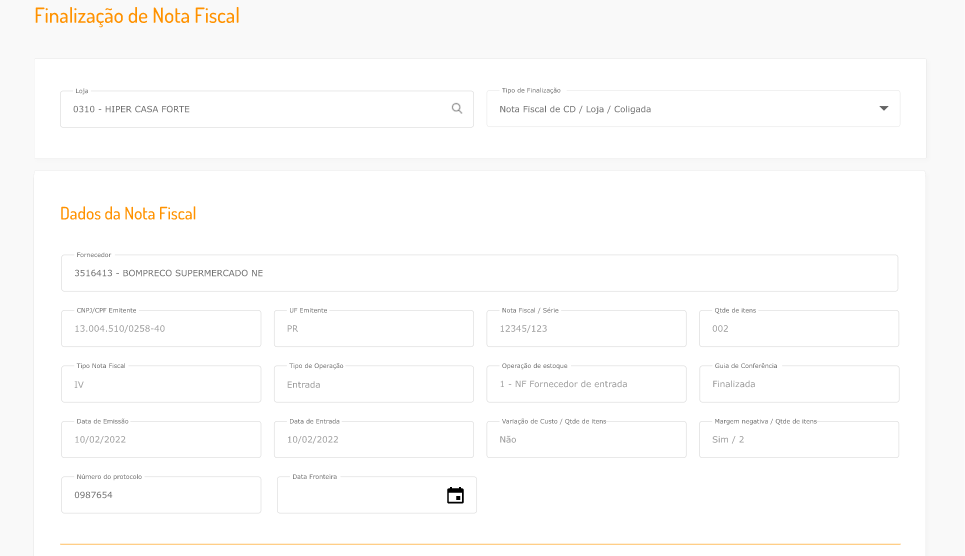 Finalização de Nota Fiscal
Loja
0310 - HIPER CASA FORTE
Tipo de Finalização
Nota Fiscal de CD / Loja / Coligada
Dados da Nota Fiscal
Fornecedor
3516413 - BOMPRECO SUPERMERCADO NE
CNPJ/CPF Emitente
13.004.510/0258-40
UF Emitente
PR
Nota Fiscal / Série
12345/123
Qtde de itens
002
Tipo Nota Fiscal
IV
Tipo de Operação
Entrada
Operação de estoque
1 - NF Fornecedor de entrada
Guia de Conferência
Finalizada
Data de Emissão
10/02/2022
Data de Entrada
10/02/2022
Variação de Custo / Qtde de itens
Não
Margem negativa / Qtde de itens
Sim / 2
Número do protocolo
0987654
Data Fronteira